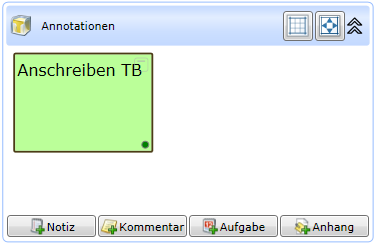 Annotationen
Anschreiben TB
Notiz
Kommentar
Aufgabe
Anhang